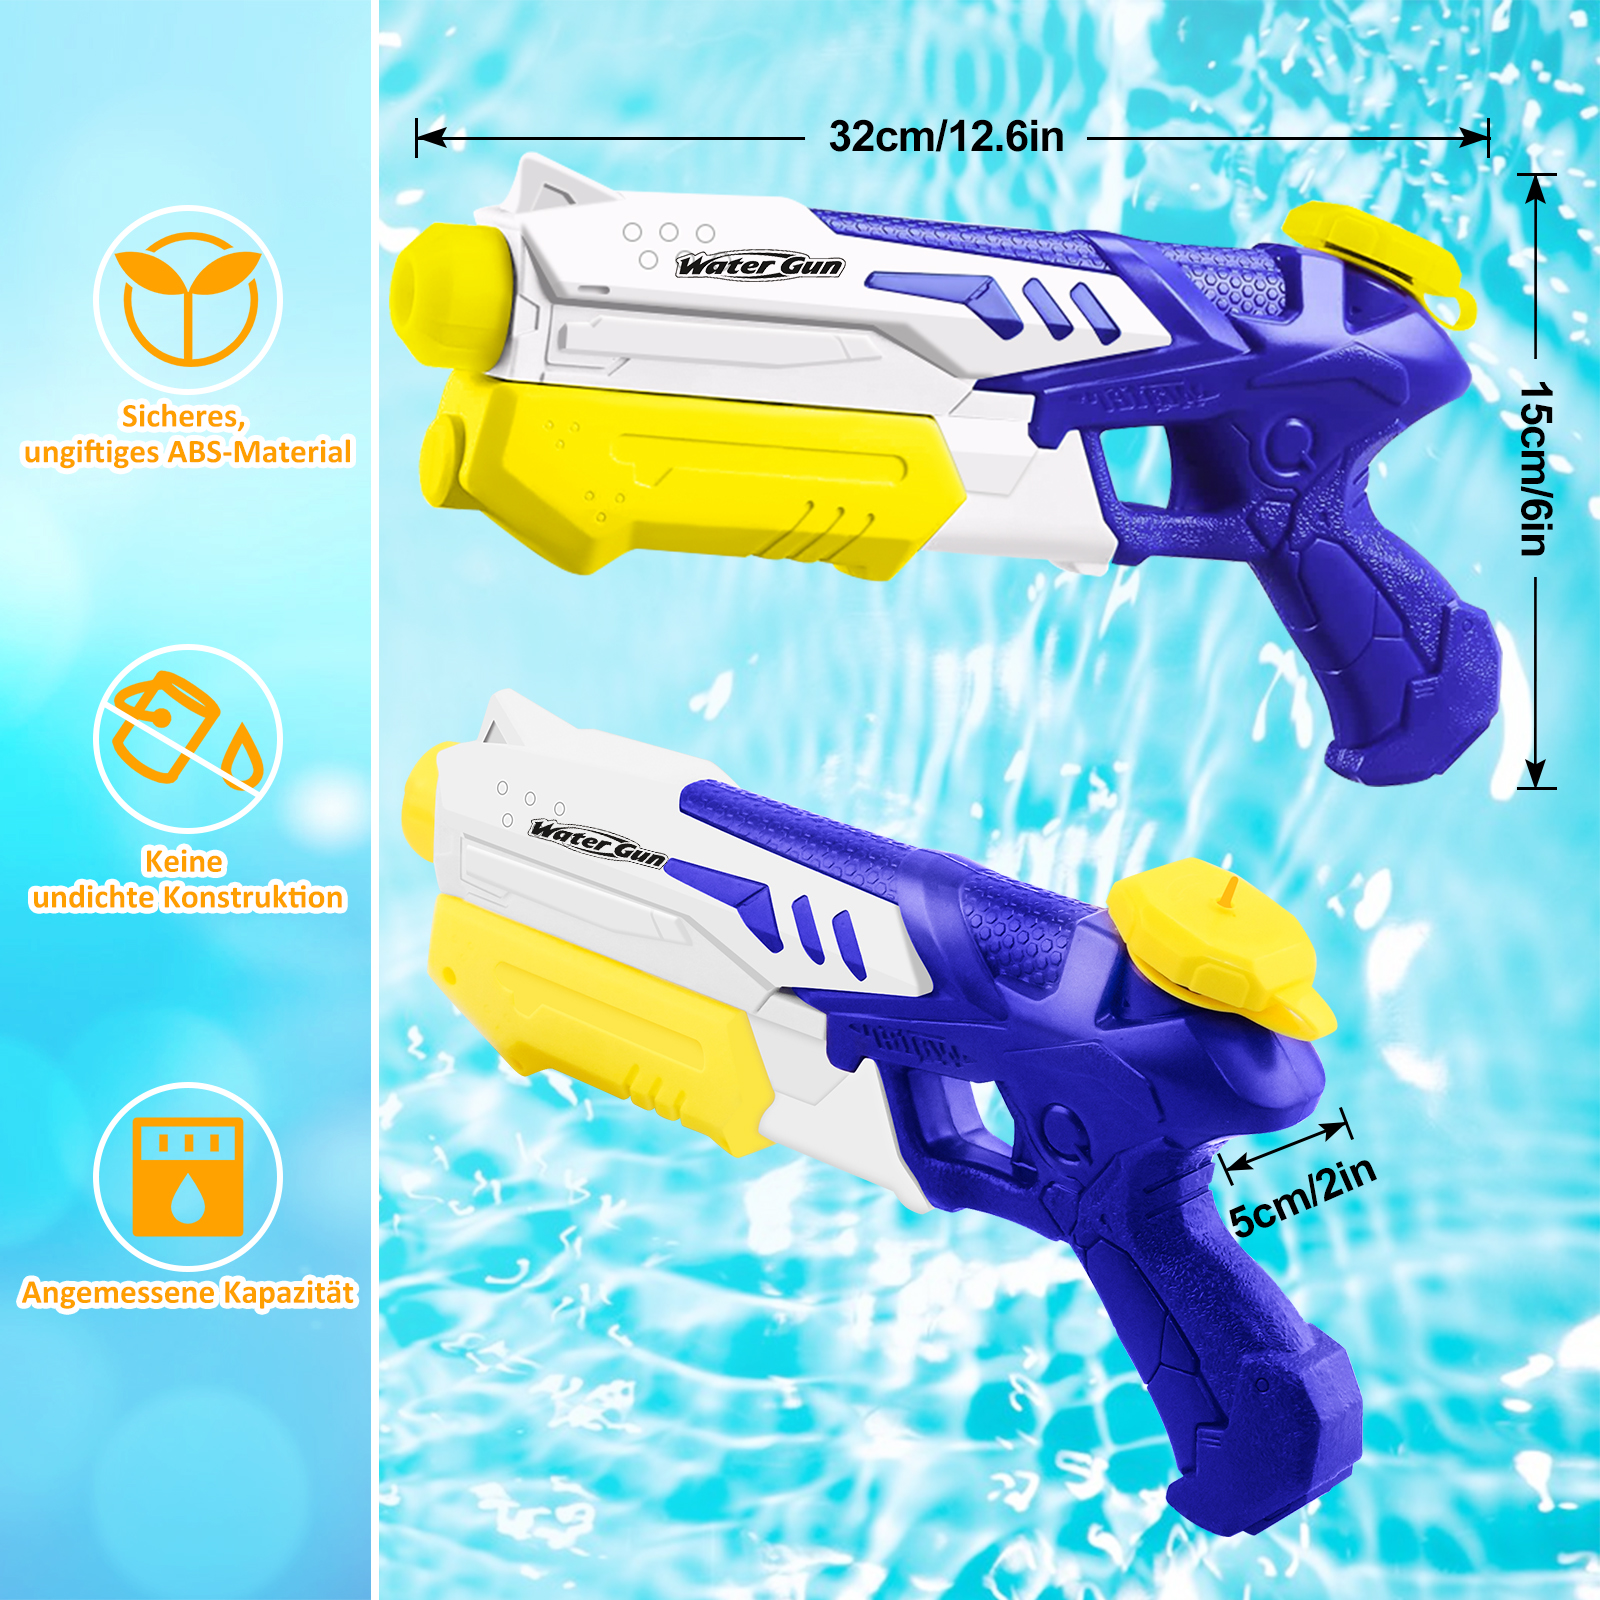 Sicheres,
ungiftiges ABS-Material
Keine
undichte Konstruktion
Angemessene Kapazität
32cm/12.6in
15cm/6in
Water Gun
Water Gun
5cm/2in